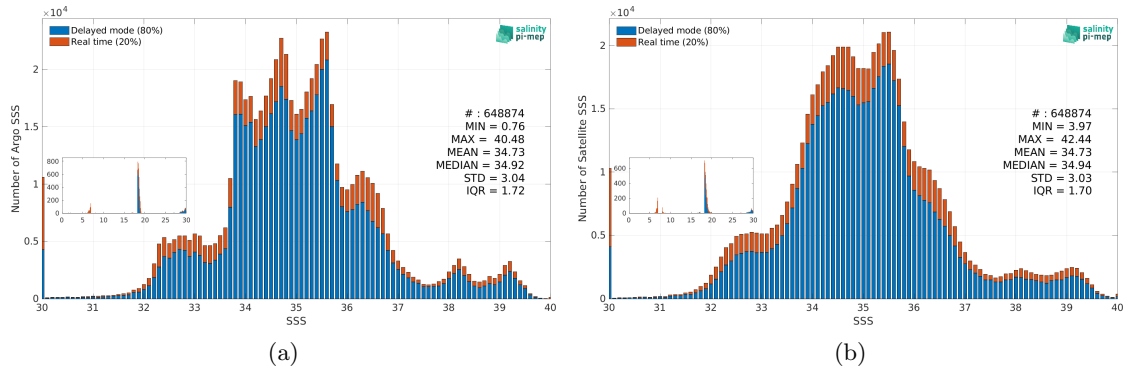 ×10⁴
Delayed mode (80%)
Real time (20%)
salinity
pi-mep
2
1.5
1
0.5
0
Number of Argo SSS
# : 648874
MIN = 0.76
MAX = 40.48
MEAN = 34.73
MEDIAN = 34.92
STD = 3.04
IQR = 1.72
800
600
400
200
0
0 5 10 15 20 25 30
30 31 32 33 34 35 36 37 38 39 40
SSS
(a)
×10⁴
Delayed mode (80%)
Real time (20%)
salinity
pi-mep
2
1.5
1
0.5
0
Number of Satellite SSS
# : 648874
MIN = 3.97
MAX = 42.44
MEAN = 34.73
MEDIAN = 34.94
STD = 3.03
IQR = 1.70
600
400
200
0
0 5 10 15 20 25 30
30 31 32 33 34 35 36 37 38 39 40
SSS
(b)